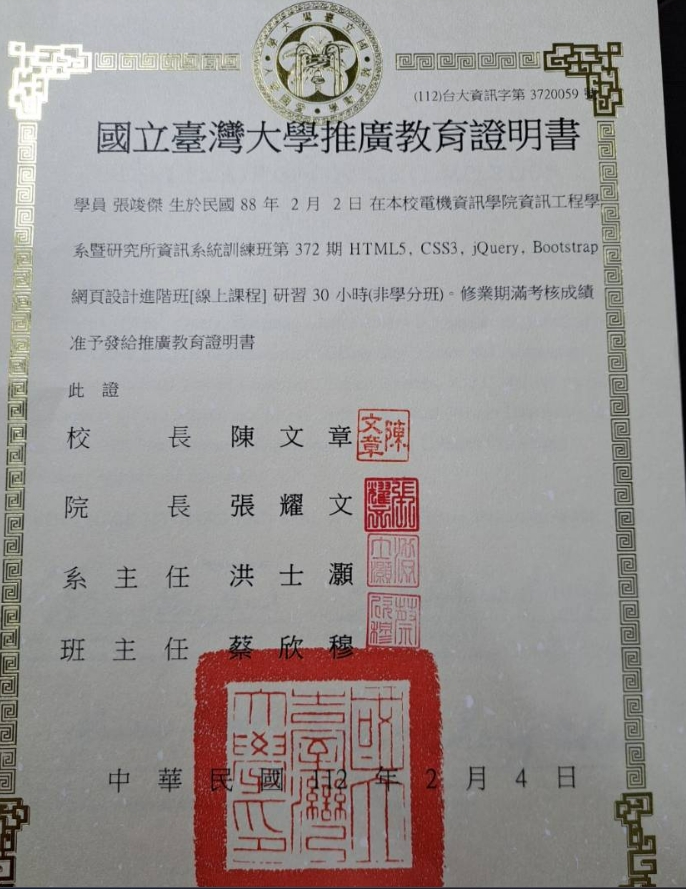 (112)台大資訊字第 3720059 號
國立臺灣大學推廣教育證明書
學員 張竣傑 生於民國 88 年 2 月 2 日 在本校電機資訊學院資訊工程學
系暨研究所資訊系統訓練班第 372 期 HTML5, CSS3, jQuery, Bootstrap
網頁設計進階班[線上課程] 研習 30 小時(非學分班)。修業期滿考核成績
准予發給推廣教育證明書
此 證
校 長 陳 文 章
陳文章
院 長 張 耀 文
系 主 任 洪 士 灝
洪士灝
班 主 任 蔡 欣 穆
蔡欣穆
國立臺灣大學印
中 華 民 國 112 年 2 月 4 日